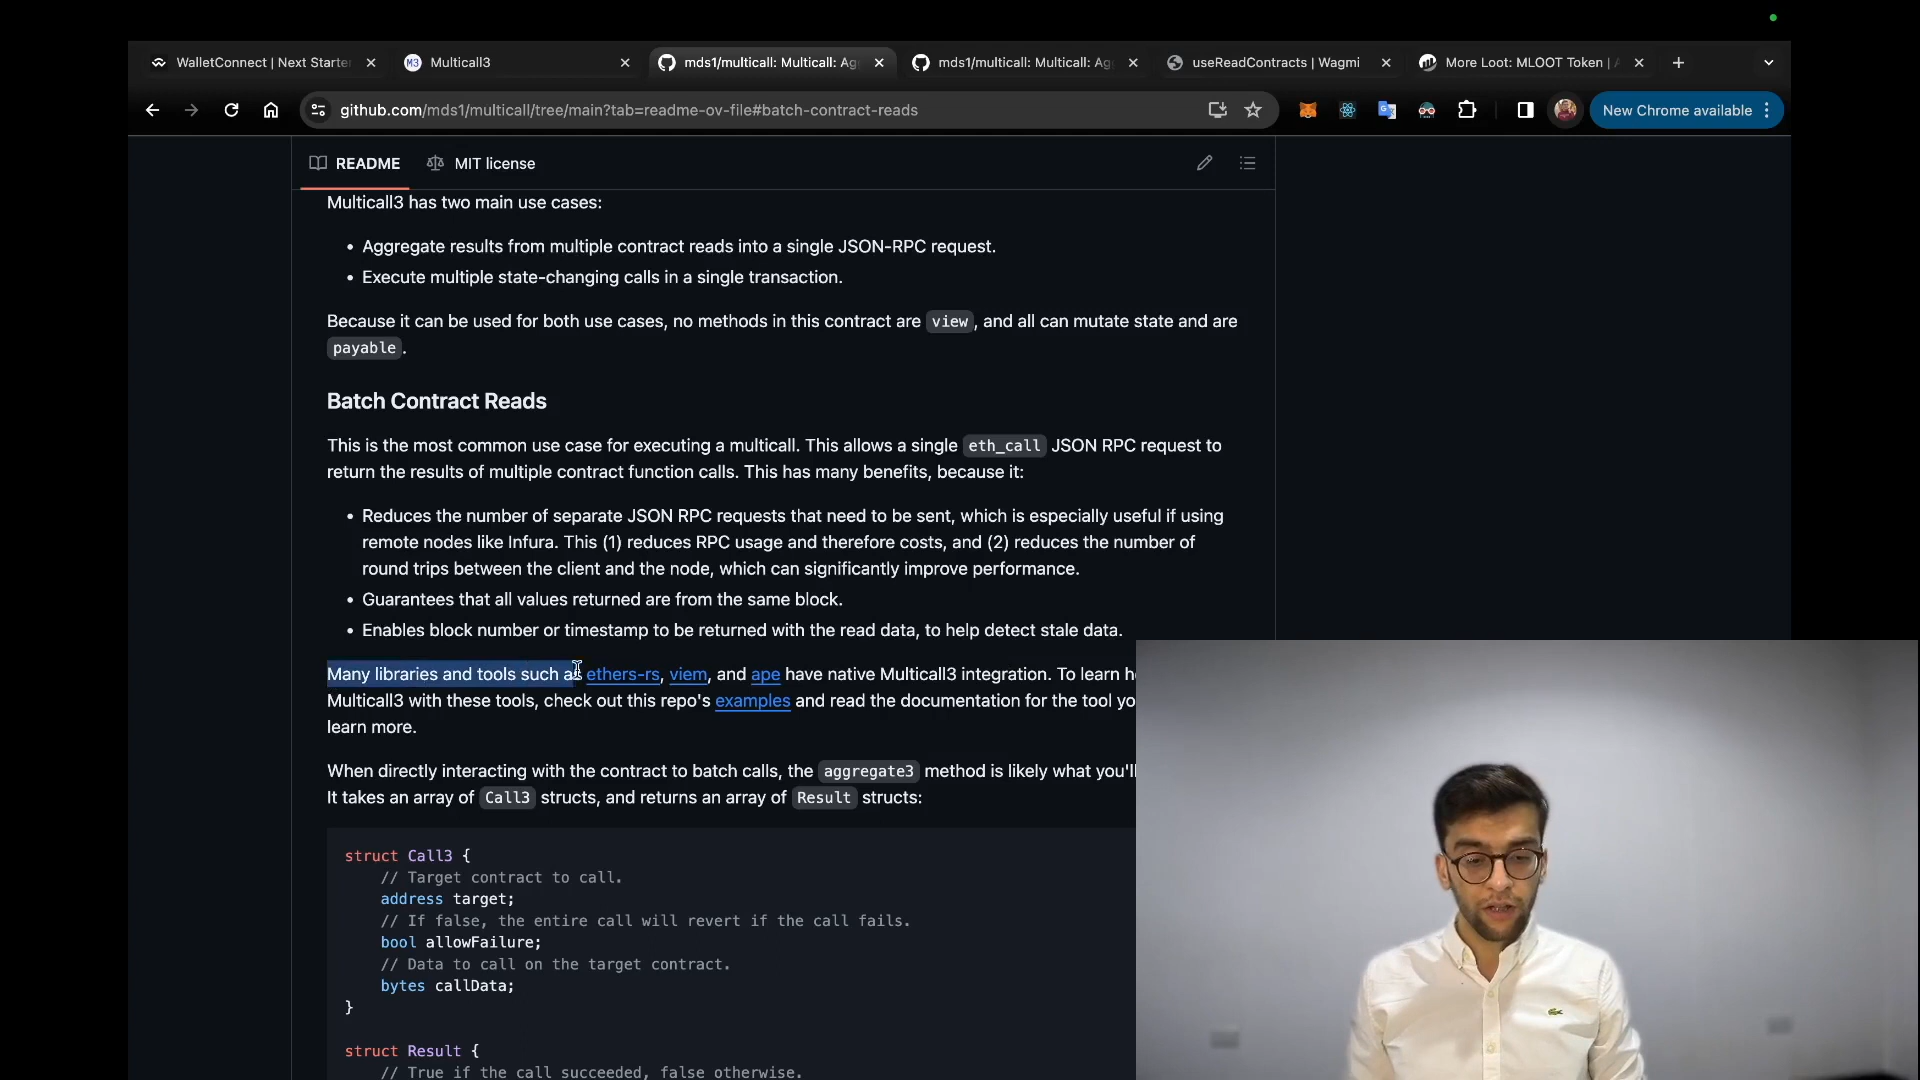 WalletConnect | Next Starte
Multicall3
mds1/multicall: Multicall: Ag
mds1/multicall: Multicall: Ag
useReadContracts | Wagmi
More Loot: MLOOT Token |
github.com/mds1/multicall/tree/main?tab=readme-ov-file#batch-contract-reads
New Chrome available
README
MIT license
Multicall3 has two main use cases:
• Aggregate results from multiple contract reads into a single JSON-RPC request.
• Execute multiple state-changing calls in a single transaction.
Because it can be used for both use cases, no methods in this contract are view, and all can mutate state and are
payable.
Batch Contract Reads
This is the most common use case for executing a multicall. This allows a single eth_call JSON RPC request to
return the results of multiple contract function calls. This has many benefits, because it:
• Reduces the number of separate JSON RPC requests that need to be sent, which is especially useful if using
remote nodes like Infura. This (1) reduces RPC usage and therefore costs, and (2) reduces the number of
round trips between the client and the node, which can significantly improve performance.
• Guarantees that all values returned are from the same block.
• Enables block number or timestamp to be returned with the read data, to help detect stale data.
Many libraries and tools such as ethers-rs, viem, and ape have native Multicall3 integration. To learn
Multicall3 with these tools, check out this repo's examples and read the documentation for the tool
learn more.
When directly interacting with the contract to batch calls, the aggregate3 method is likely what you'll
It takes an array of Call3 structs, and returns an array of Result structs:
struct Call3 {
// Target contract to call.
address target;
// If false, the entire call will revert if the call fails.
bool allowFailure;
// Data to call on the target contract.
bytes callData;
}
struct Result {
// True if the call succeeded, false otherwise.